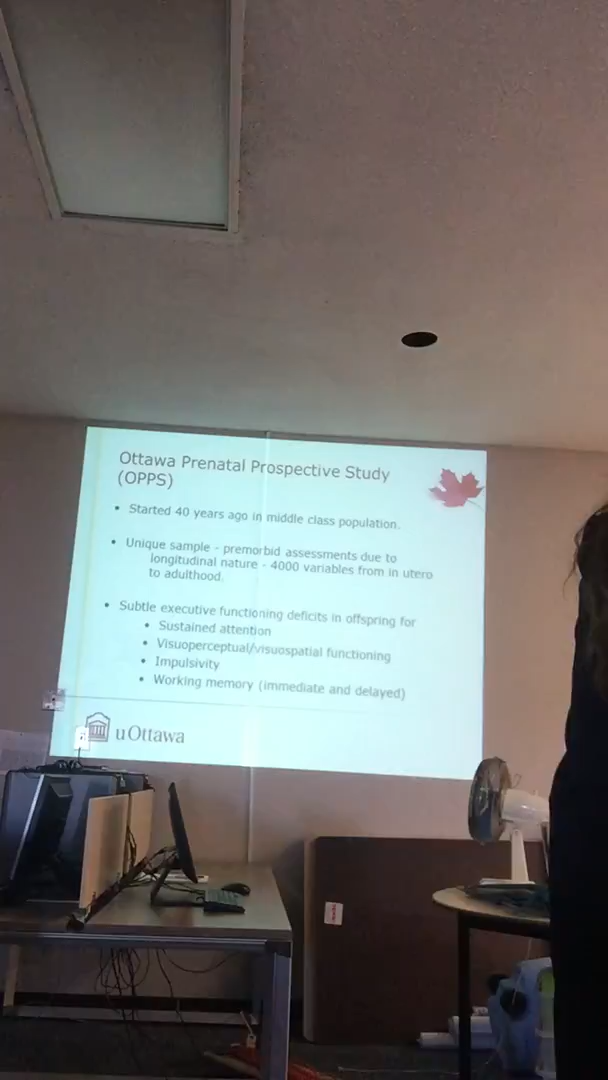 Ottawa Prenatal Prospective Study
(OPPS)
• Started 40 years ago in middle class population.
• Unique sample - premorbid assessments due to
longitudinal nature - 4000 variables from in utero
to adulthood.
• Subtle executive functioning deficits in offspring for
• Sustained attention
• Visuoperceptual/visuospatial functioning
• Impulsivity
• Working memory (immediate and delayed)
uOttawa